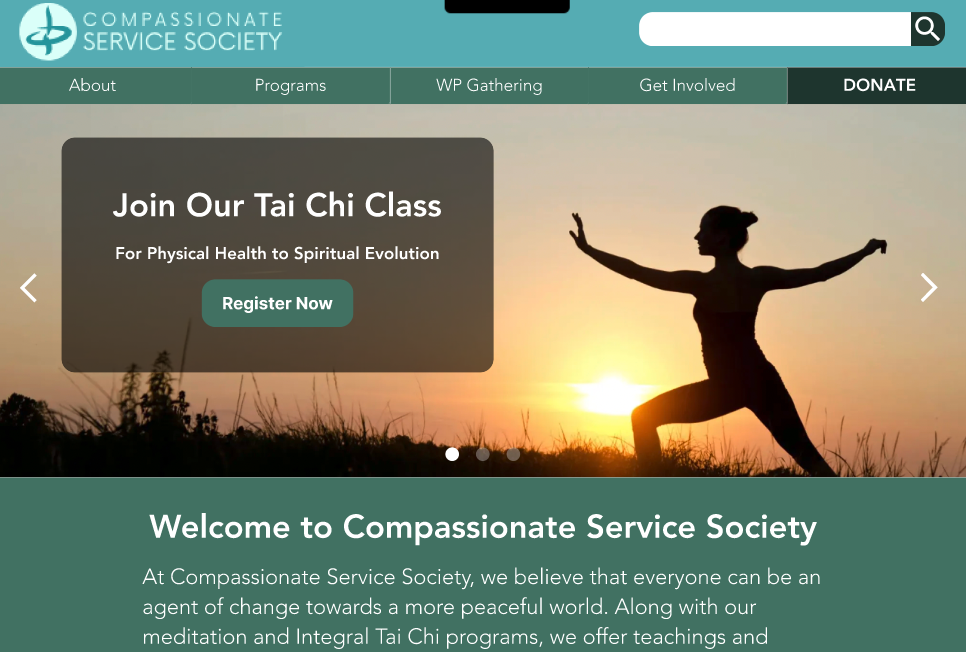 COMPASSIONATE
SERVICE SOCIETY
About
Programs
WP Gathering
Get Involved
DONATE
Join Our Tai Chi Class
For Physical Health to Spiritual Evolution
Register Now
Welcome to Compassionate Service Society
At Compassionate Service Society, we believe that everyone can be an
agent of change towards a more peaceful world. Along with our
meditation and Integral Tai Chi programs, we offer teachings and